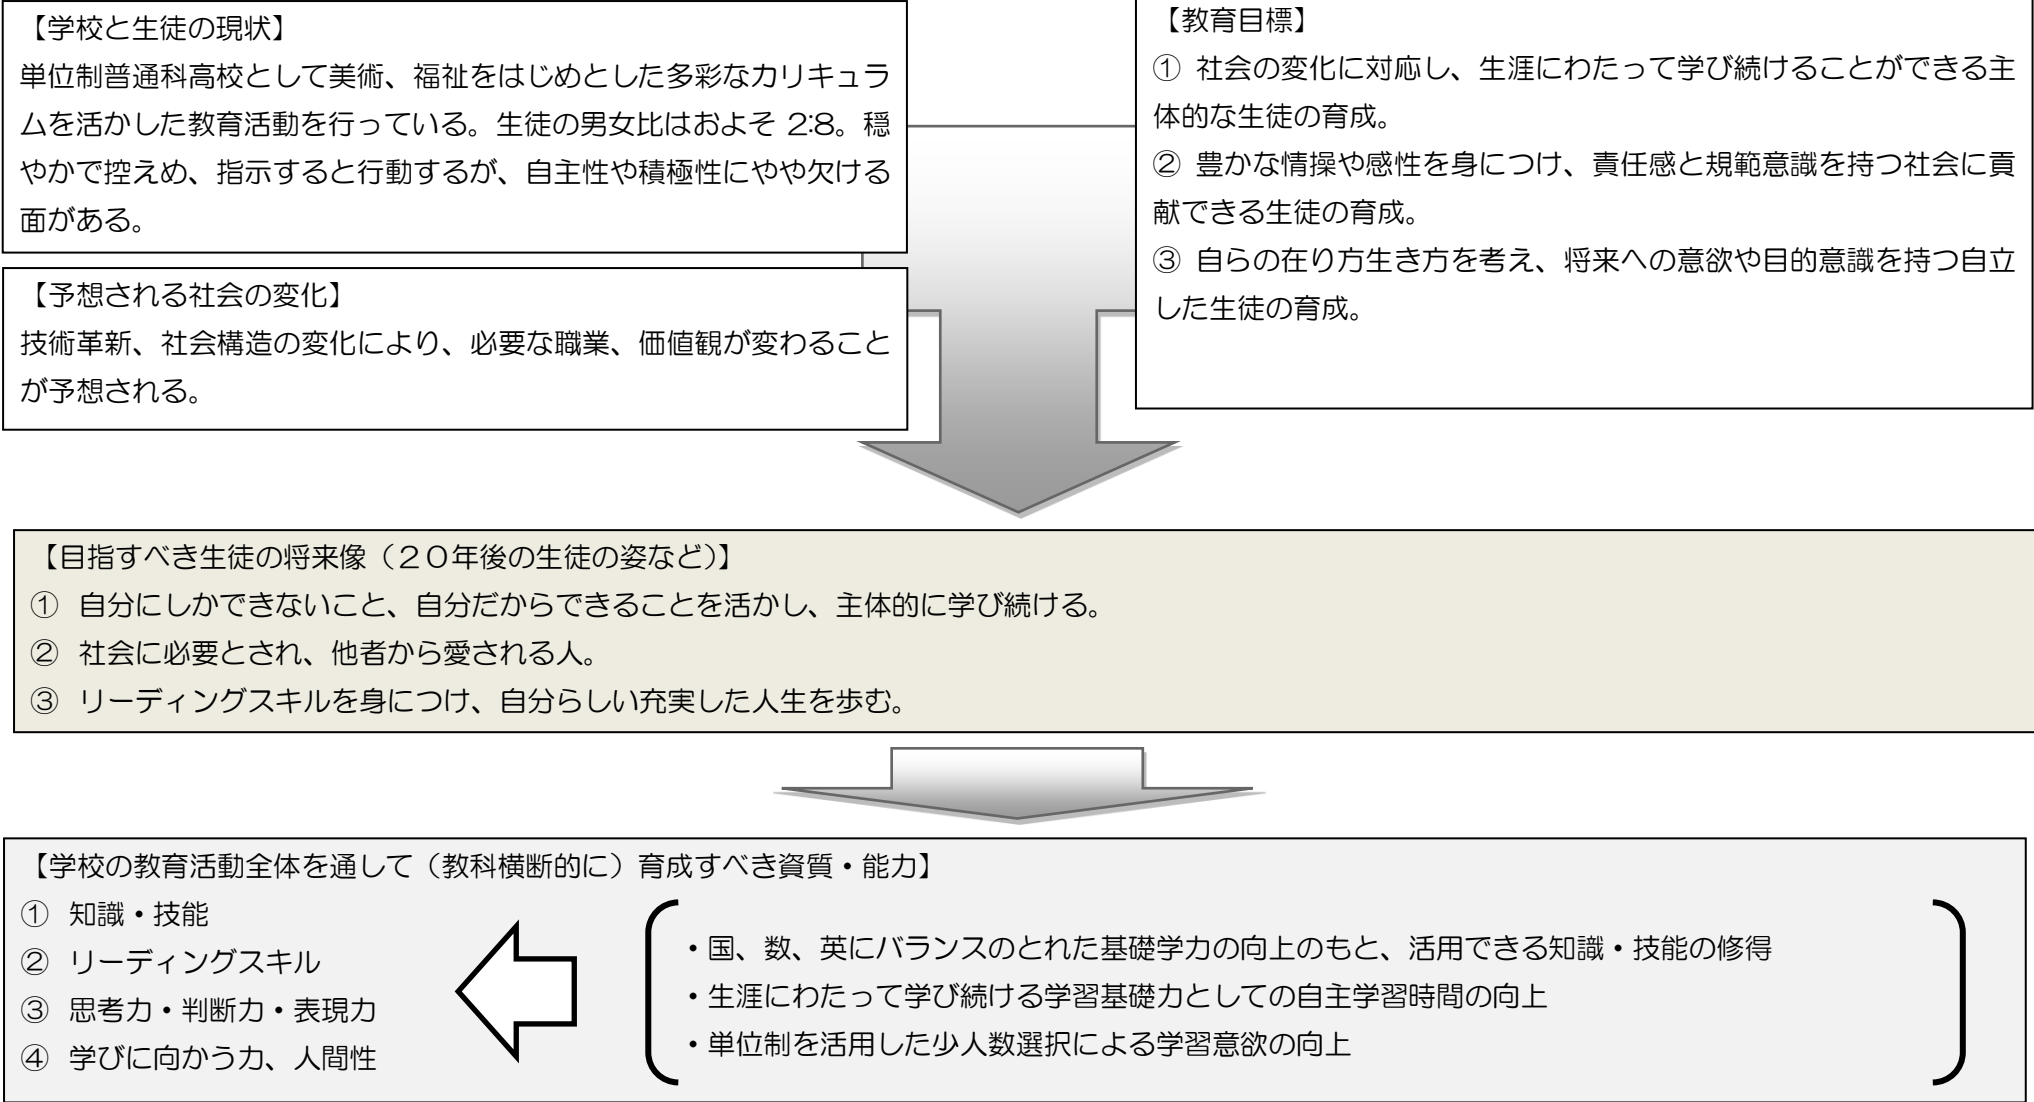 【学校と生徒の現状】
単位制普通科高校として美術、福祉をはじめとした多彩なカリキュラ
ムを活かした教育活動を行っている。生徒の男女比はおよそ 2:8。穏
やかで控えめ、指示すると行動するが、自主性や積極性にやや欠ける
面がある。
【予想される社会の変化】
技術革新、社会構造の変化により、必要な職業、価値観が変わること
が予想される。
【教育目標】
① 社会の変化に対応し、生涯にわたって学び続けることができる主
体的な生徒の育成。
② 豊かな情操や感性を身につけ、責任感と規範意識を持つ社会に貢
献できる生徒の育成。
③ 自らの在り方生き方を考え、将来への意欲や目的意識を持つ自立
した生徒の育成。
【目指すべき生徒の将来像（２０年後の生徒の姿など）】
① 自分にしかできないこと、自分だからできることを活かし、主体的に学び続ける。
② 社会に必要とされ、他者から愛される人。
③ リーディングスキルを身につけ、自分らしい充実した人生を歩む。
【学校の教育活動全体を通して（教科横断的に）育成すべき資質・能力】
① 知識・技能
② リーディングスキル
③ 思考力・判断力・表現力
④ 学びに向かう力、人間性
・国、数、英にバランスのとれた基礎学力の向上のもと、活用できる知識・技能の修得
・生涯にわたって学び続ける学習基礎力としての自主学習時間の向上
・単位制を活用した少人数選択による学習意欲の向上